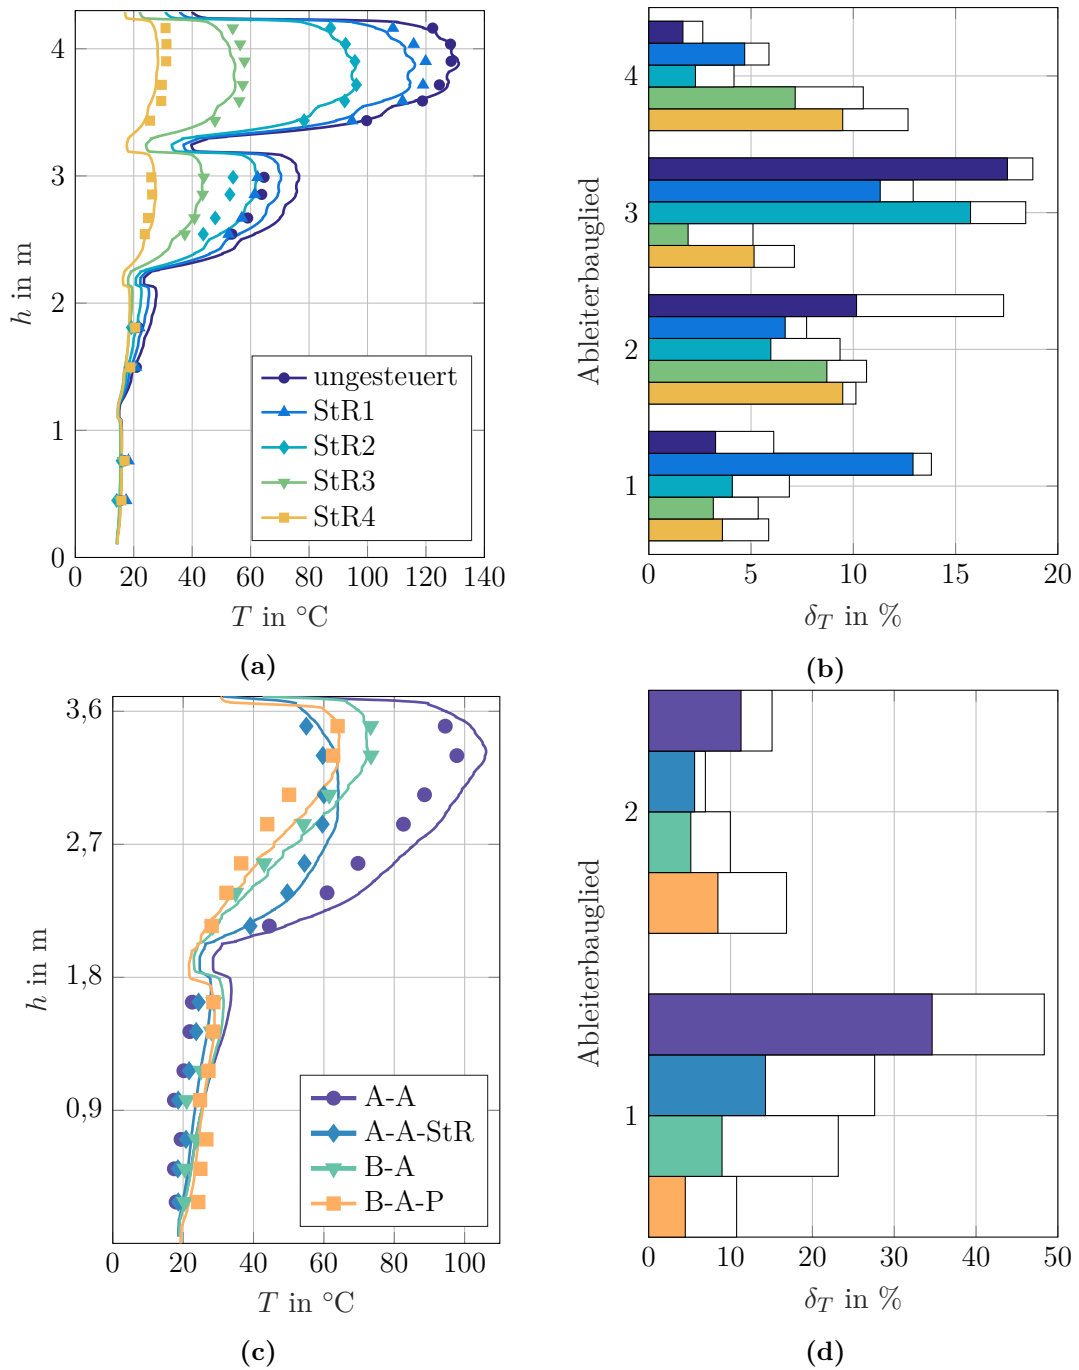 4
3
2
1
0
h in m
0 20 40 60 80 100 120 140
T in °C
ungesteuert
StR1
StR2
StR3
StR4
(a)
4
3
2
1
Ableiterbauglied
0 5 10 15 20
δT in %
(b)
3,6
2,7
1,8
0,9
h in m
0 20 40 60 80 100
T in °C
A-A
A-A-StR
B-A
B-A-P
(c)
2
1
Ableiterbauglied
0 10 20 30 40 50
δT in %
(d)